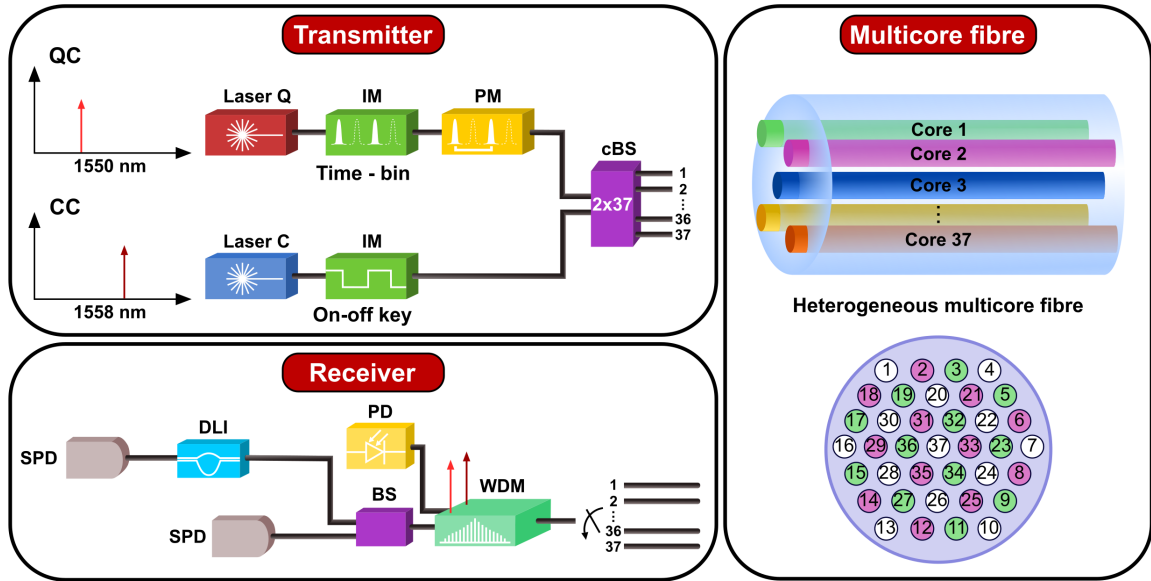 Transmitter
QC
1550 nm
Laser Q
IM
PM
Time - bin
cBS
2x37
1
2
⋮
36
37
CC
1558 nm
Laser C
IM
On-off key
Receiver
SPD
DLI
PD
SPD
BS
WDM
1
2
⋮
36
37
Multicore fibre
Core 1
Core 2
Core 3
⋮
Core 37
Heterogeneous multicore fibre
1 2 3 4
18 19 20 21 5
17 30 31 32 22 6
16 29 36 37 33 23 7
15 28 35 34 24 8
14 27 26 25 9
13 12 11 10